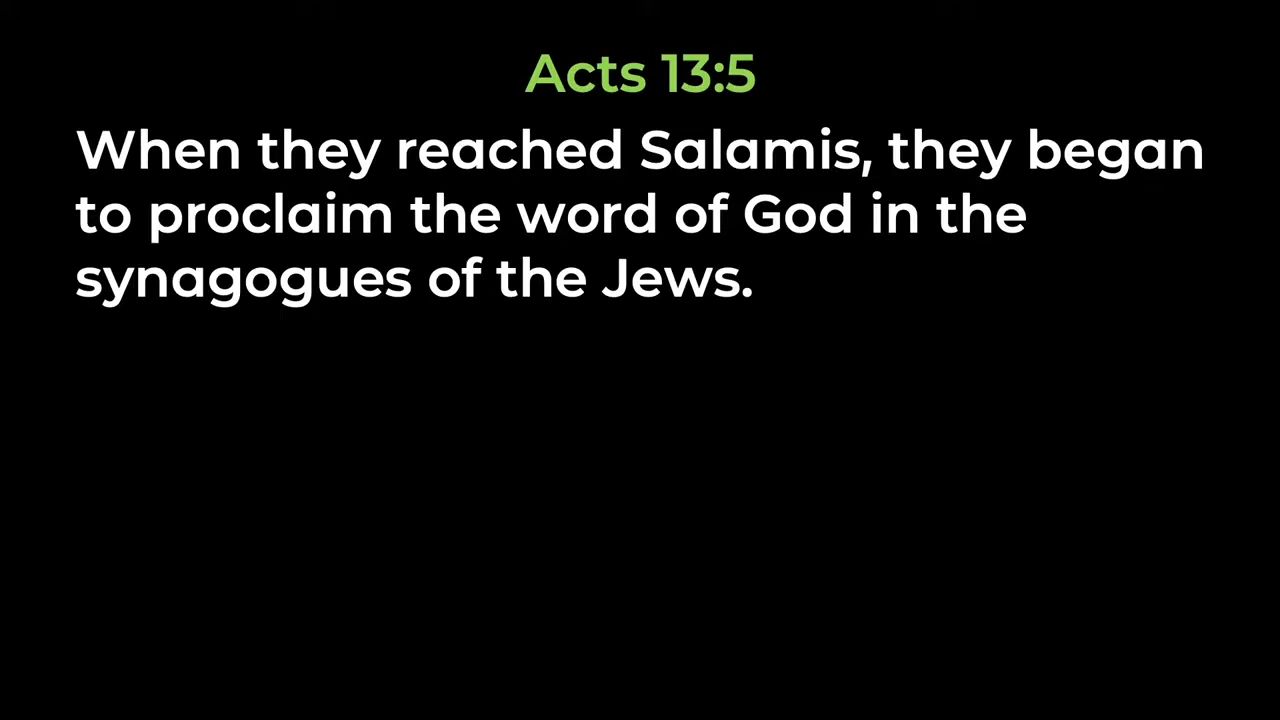 Acts 13:5
When they reached Salamis, they began
to proclaim the word of God in the
synagogues of the Jews.